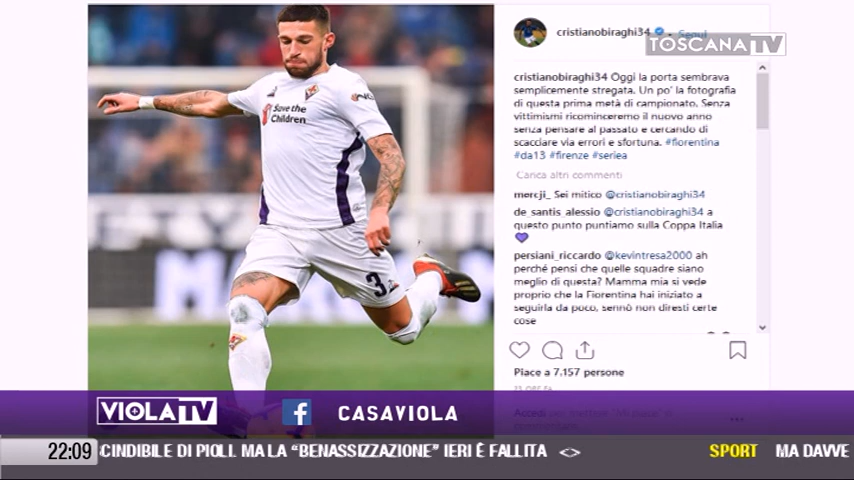 cristianobiraghi34
Segui
TOSCANATV
cristianobiraghi34 Oggi la porta sembrava
semplicemente stregata. Un po' la fotografia
di questa prima metà di campionato. Senza
vittimismi ricominceremo il nuovo anno
senza pensare al passato e cercando di
scacciare via errori e sfortuna. #fiorentina
#da13 #firenze #seriea
Carica altri commenti
mercji_ Sei mitico @cristianobiraghi34
de_santis_alessio @cristianobiraghi34 a
questo punto puntiamo sulla Coppa Italia
💜
persiani_riccardo @kevintresa2000 ah
perché pensi che quelle squadre siano
meglio di questa? Mamma mia si vede
proprio che la Fiorentina hai iniziato a
seguirla da poco, sennò non diresti certe
cose
Piace a 7.157 persone
Accedi
Save the
Children.
3
VIOLA TV
CASAVIOLA
22:09
CINDIBILE DI PIOLI. MA LA "BENASSIZZAZIONE" IERI È FALLITA <> SPORT MA DAVVE